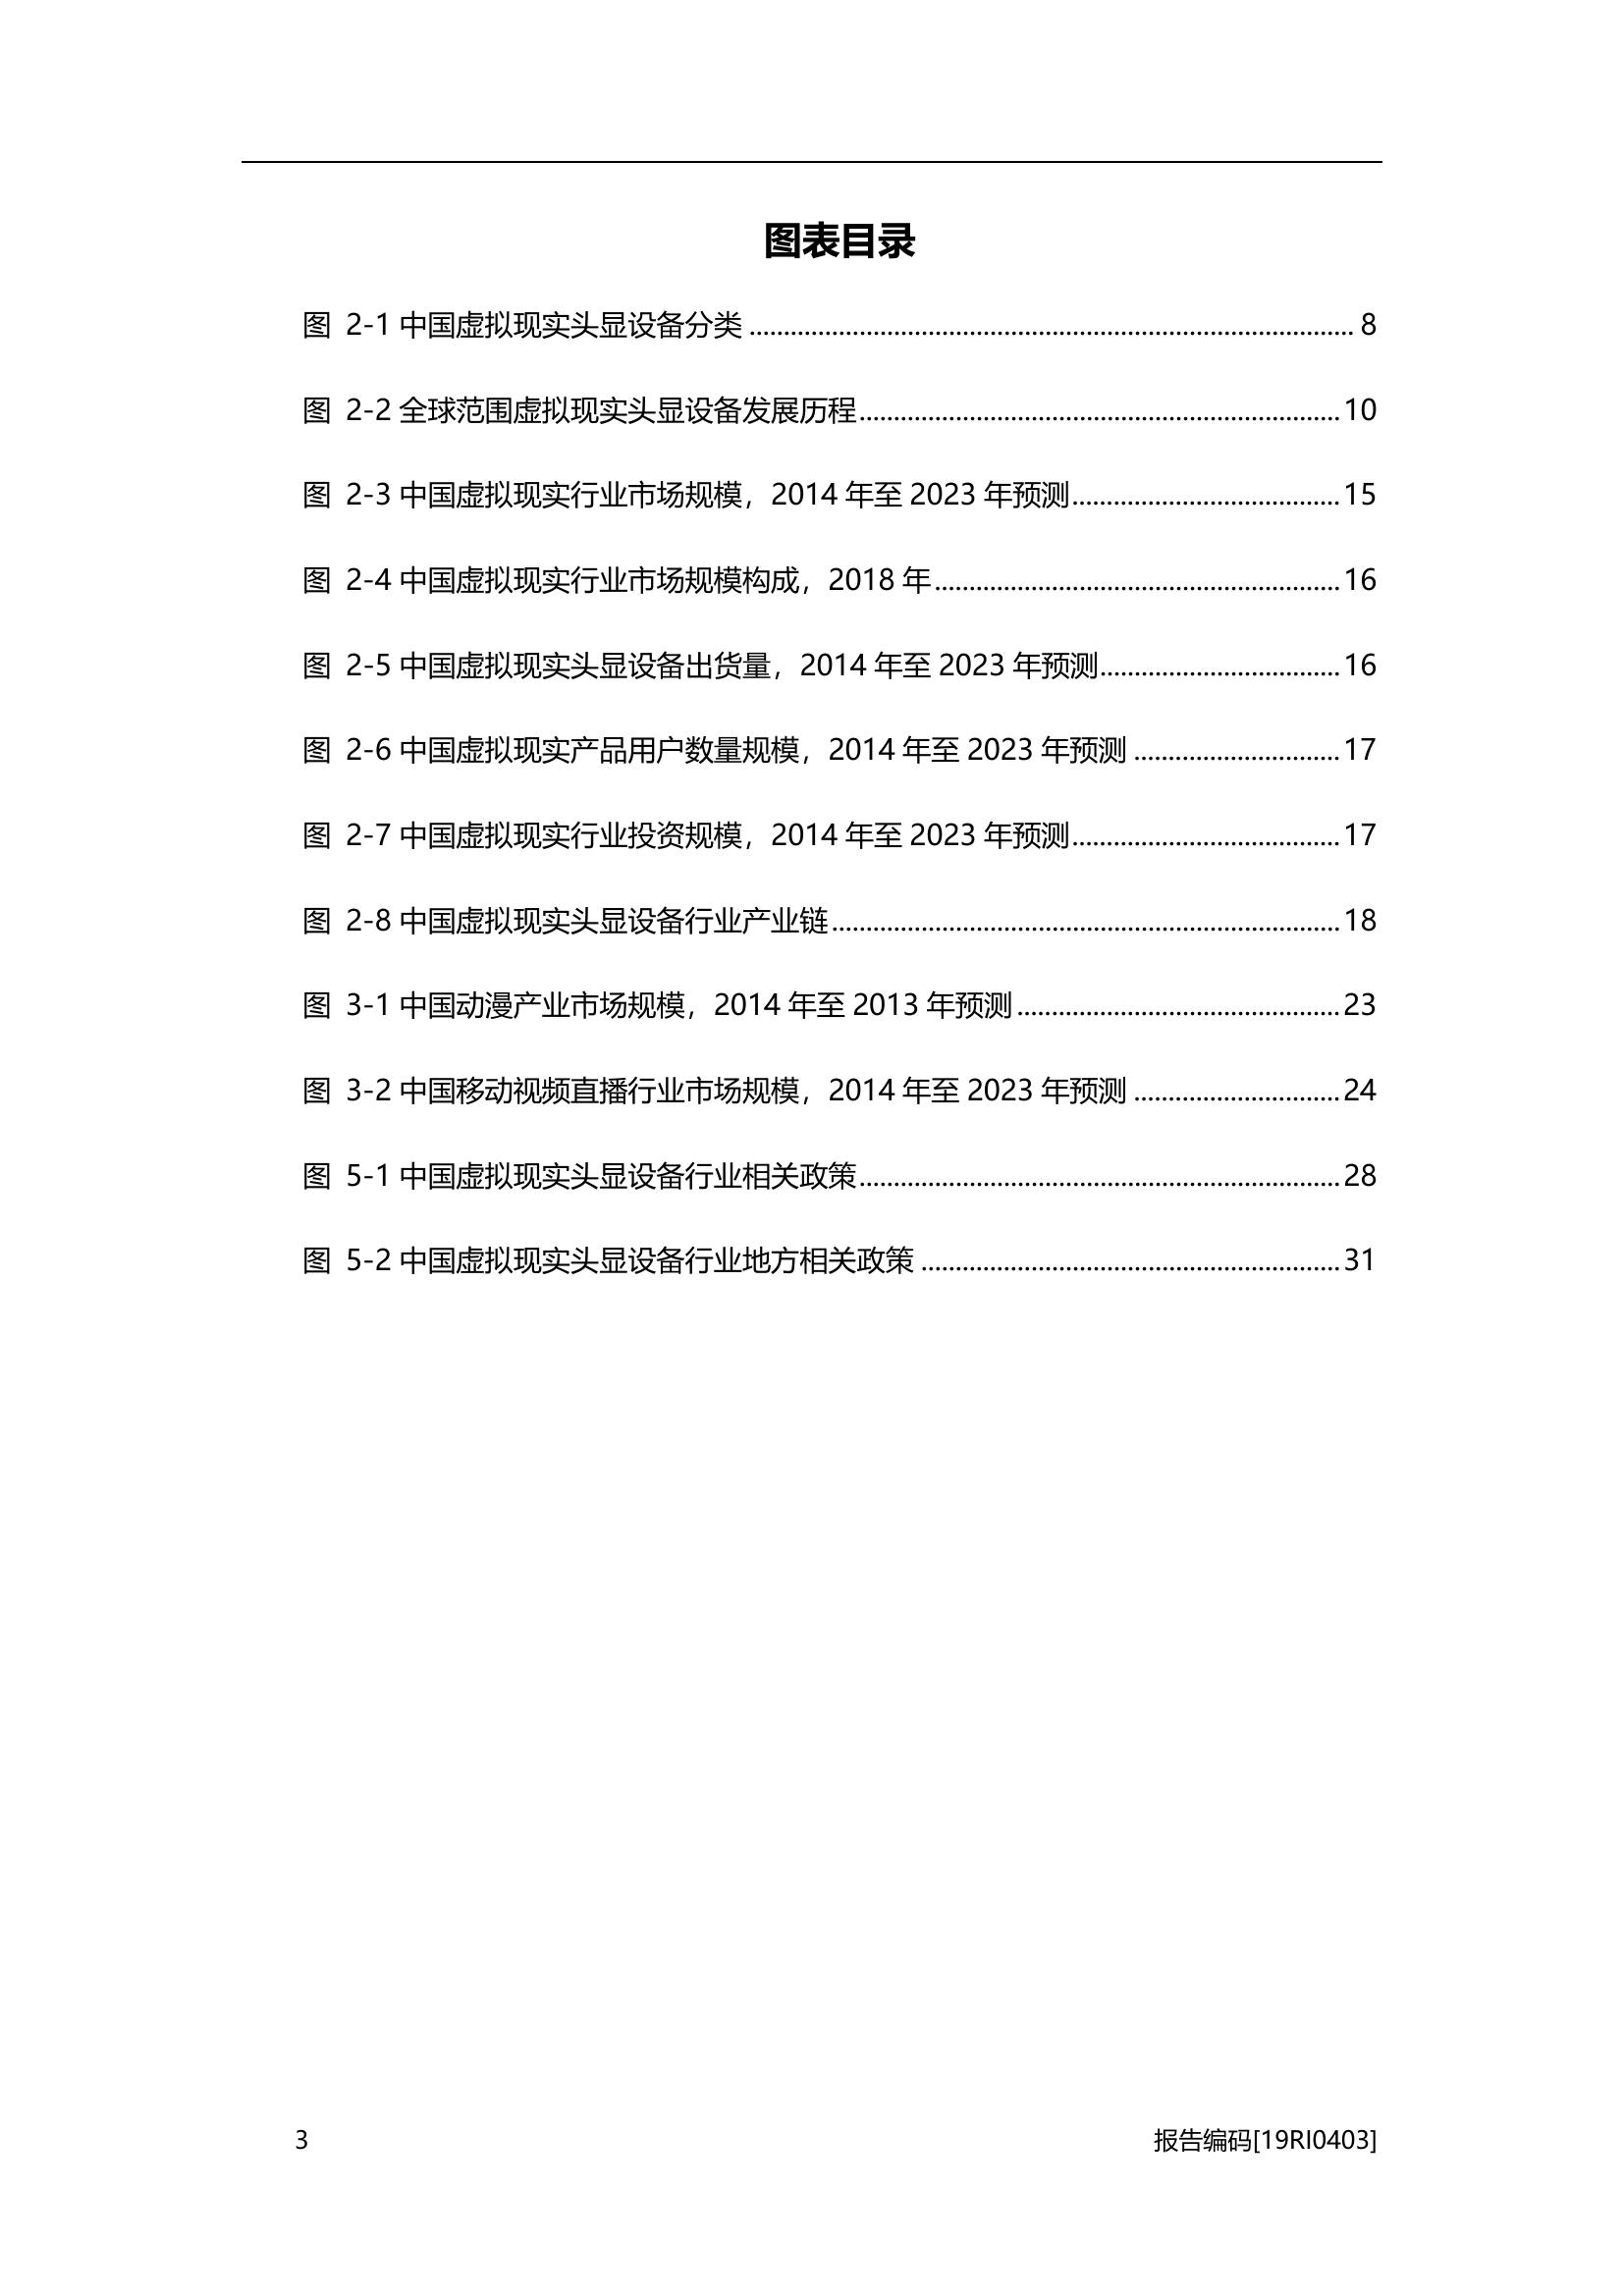 图表目录
图 2-1 中国虚拟现实头显设备分类 ........................................ 8
图 2-2 全球范围虚拟现实头显设备发展历程 ........................................ 10
图 2-3 中国虚拟现实行业市场规模，2014 年至 2023 年预测 ........................................ 15
图 2-4 中国虚拟现实行业市场规模构成，2018 年 ........................................ 16
图 2-5 中国虚拟现实头显设备出货量，2014 年至 2023 年预测 ........................................ 16
图 2-6 中国虚拟现实产品用户数量规模，2014 年至 2023 年预测 ........................................ 17
图 2-7 中国虚拟现实行业投资规模，2014 年至 2023 年预测 ........................................ 17
图 2-8 中国虚拟现实头显设备行业产业链 ........................................ 18
图 3-1 中国动漫产业市场规模，2014 年至 2013 年预测 ........................................ 23
图 3-2 中国移动视频直播行业市场规模，2014 年至 2023 年预测 ........................................ 24
图 5-1 中国虚拟现实头显设备行业相关政策 ........................................ 28
图 5-2 中国虚拟现实头显设备行业地方相关政策 ........................................ 31
3 报告编码[19RI0403]